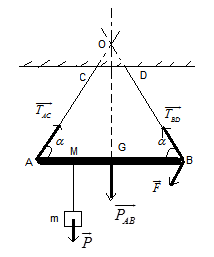 O
C D
T_AC T_BD
α α
A M G B
m P P_AB F